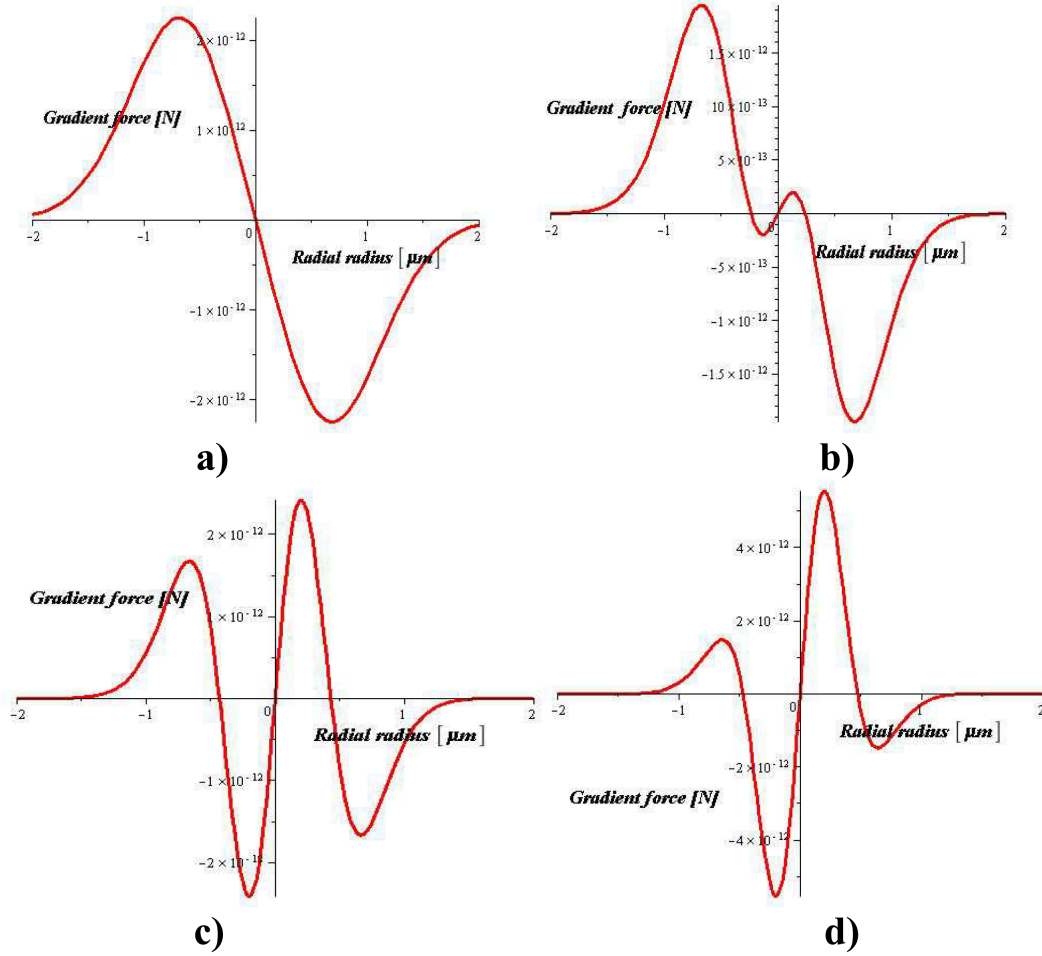 2×10⁻¹²
Gradient force [N]
1×10⁻¹²
-2 -1 0 1 2
Radial radius [ μm]
-1×10⁻¹²
-2×10⁻¹²
a)
1.5×10⁻¹²
Gradient force [N]
10×10⁻¹³
5×10⁻¹³
-2 -1 0 1 2
Radial radius [ μm]
-5×10⁻¹³
-1×10⁻¹²
-1.5×10⁻¹²
b)
2×10⁻¹²
Gradient force [N]
1×10⁻¹²
-2 -1 0 1 2
Radial radius [ μm]
-1×10⁻¹²
-2×10⁻¹²
c)
4×10⁻¹²
2×10⁻¹²
-2 -1 0 1 2
Radial radius [ μm]
-2×10⁻¹²
Gradient force [N]
-4×10⁻¹²
d)